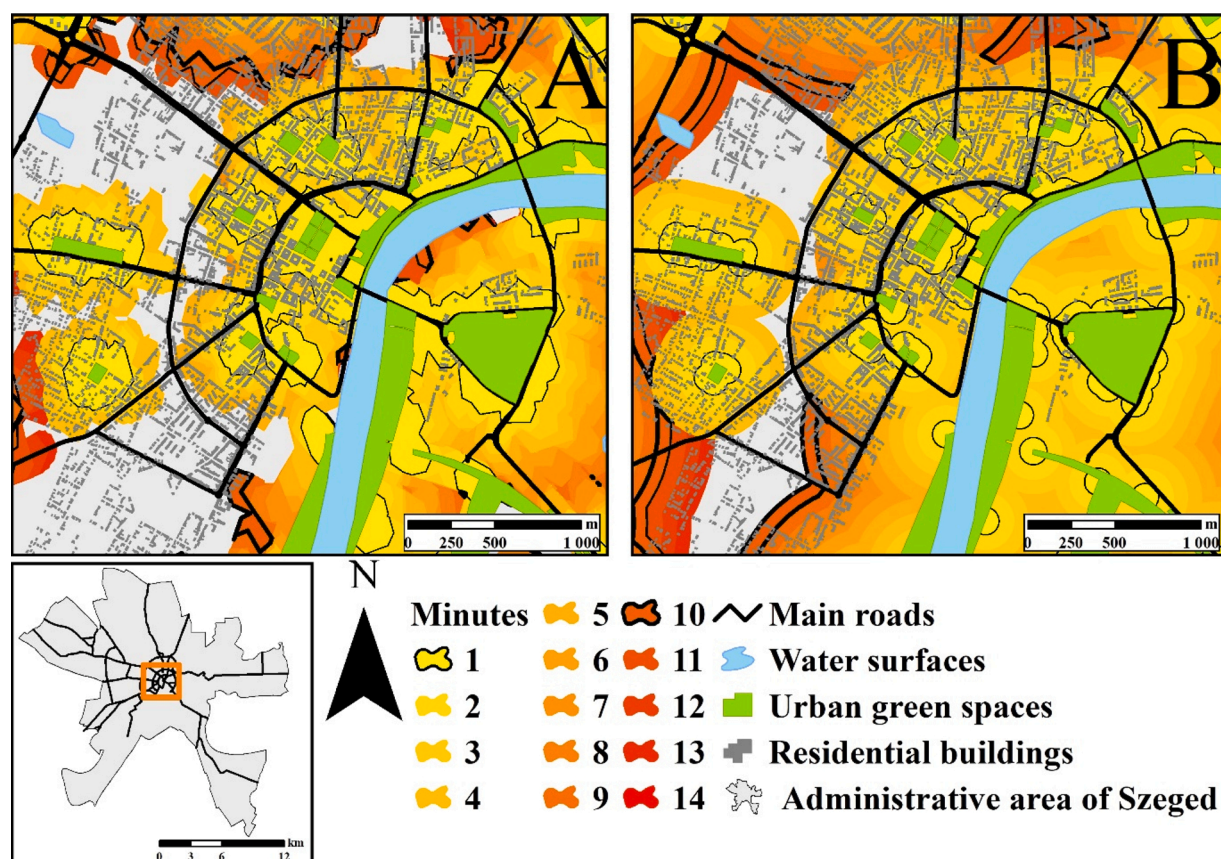 A
B
0 250 500 1 000 m
0 250 500 1 000 m
N
Minutes
1
2
3
4
5
6
7
8
9
10
11
12
13
14
Main roads
Water surfaces
Urban green spaces
Residential buildings
Administrative area of Szeged
km
0 3 6 12